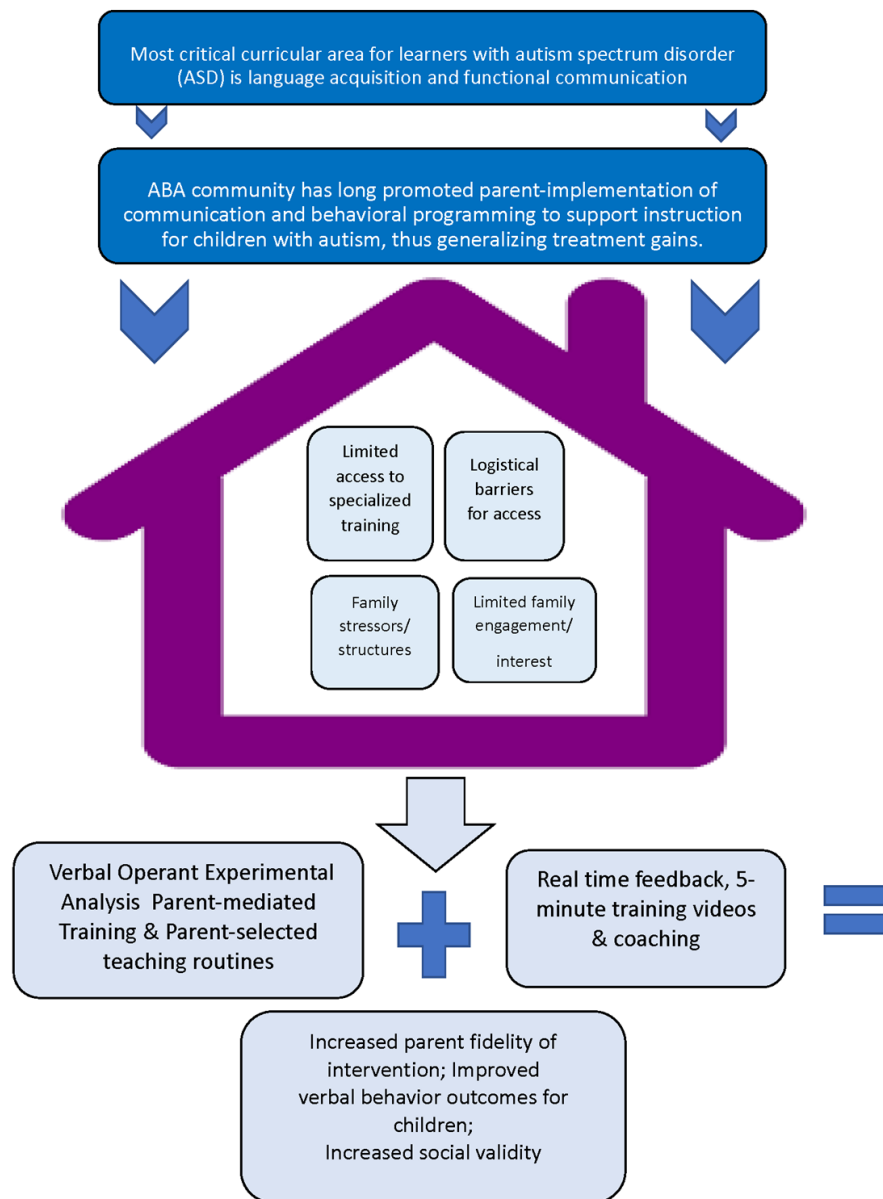 Most critical curricular area for learners with autism spectrum disorder
(ASD) is language acquisition and functional communication
ABA community has long promoted parent-implementation of
communication and behavioral programming to support instruction
for children with autism, thus generalizing treatment gains.
Limited
access to
specialized
training
Logistical
barriers
for access
Family
stressors/
structures
Limited family
engagement/
interest
Verbal Operant Experimental
Analysis  Parent-mediated
Training & Parent-selected
teaching routines
Real time feedback, 5-
minute training videos
& coaching
Increased parent fidelity of
intervention; Improved
verbal behavior outcomes for
children;
Increased social validity